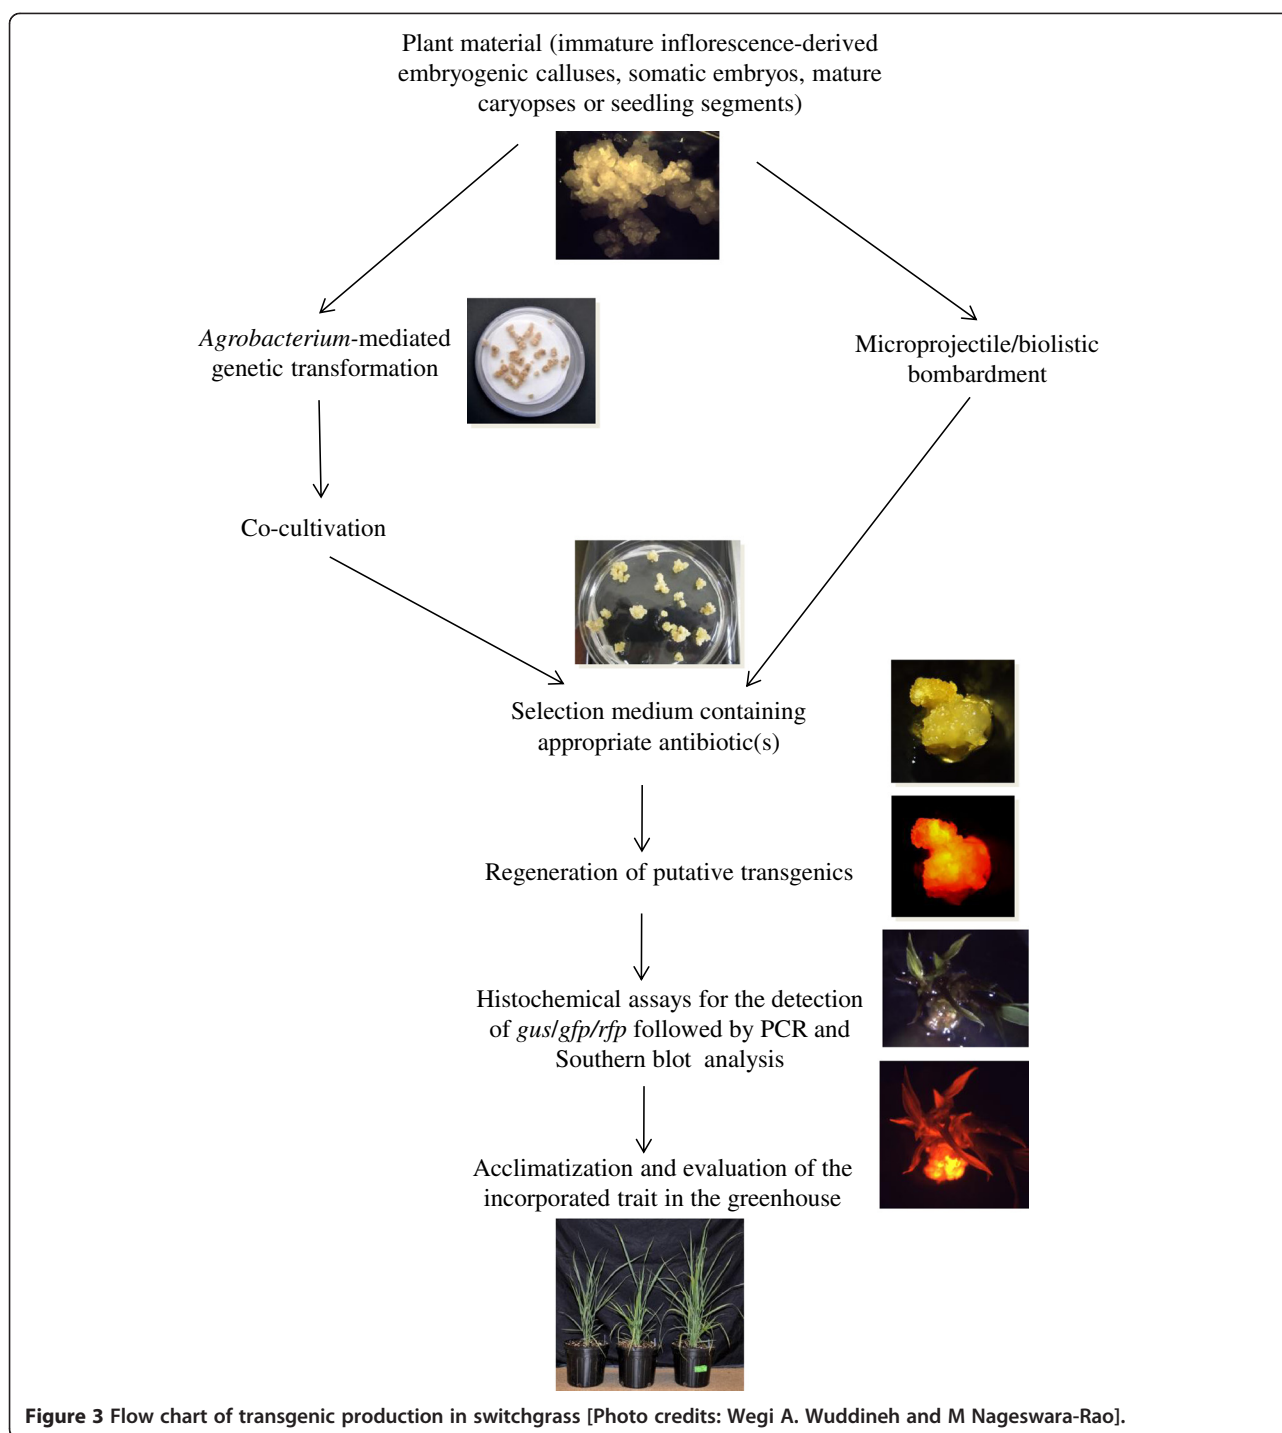 Plant material (immature inflorescence-derived
embryogenic calluses, somatic embryos, mature
caryopses or seedling segments)
Agrobacterium-mediated
genetic transformation
Microprojectile/biolistic
bombardment
Co-cultivation
Selection medium containing
appropriate antibiotic(s)
Regeneration of putative transgenics
Histochemical assays for the detection
of gus/gfp/rfp followed by PCR and
Southern blot analysis
Acclimatization and evaluation of the
incorporated trait in the greenhouse
Figure 3 Flow chart of transgenic production in switchgrass [Photo credits: Wegi A. Wuddineh and M Nageswara-Rao].